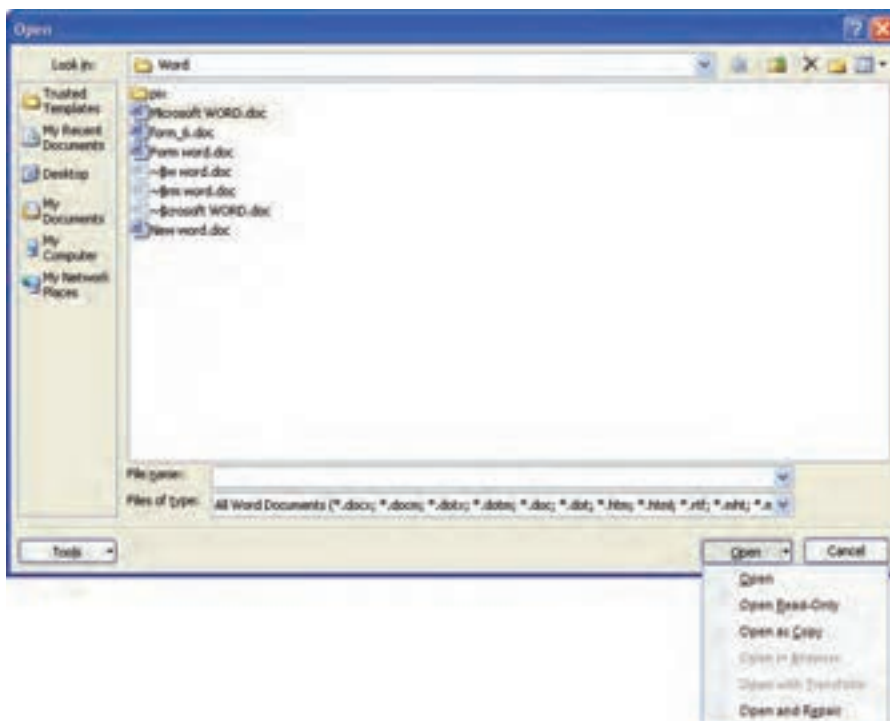 Open
Look in:
Word
Trusted
Templates
My Recent
Documents
Desktop
My
Documents
My
Computer
My Network
Places
pic
Microsoft WORD.doc
form_6.doc
Form word.doc
~$w word.doc
~$rm word.doc
~$crosoft WORD.doc
New word.doc
File name:
Files of type:
All Word Documents (*.docx; *.docm; *.dotx; *.dotm; *.doc; *.dot; *.htm; *.html; *.rtf; *.mht; *.m
Tools
Open
Cancel
Open
Open Read-Only
Open as Copy
Open in Browser
Open with Transform
Open and Repair